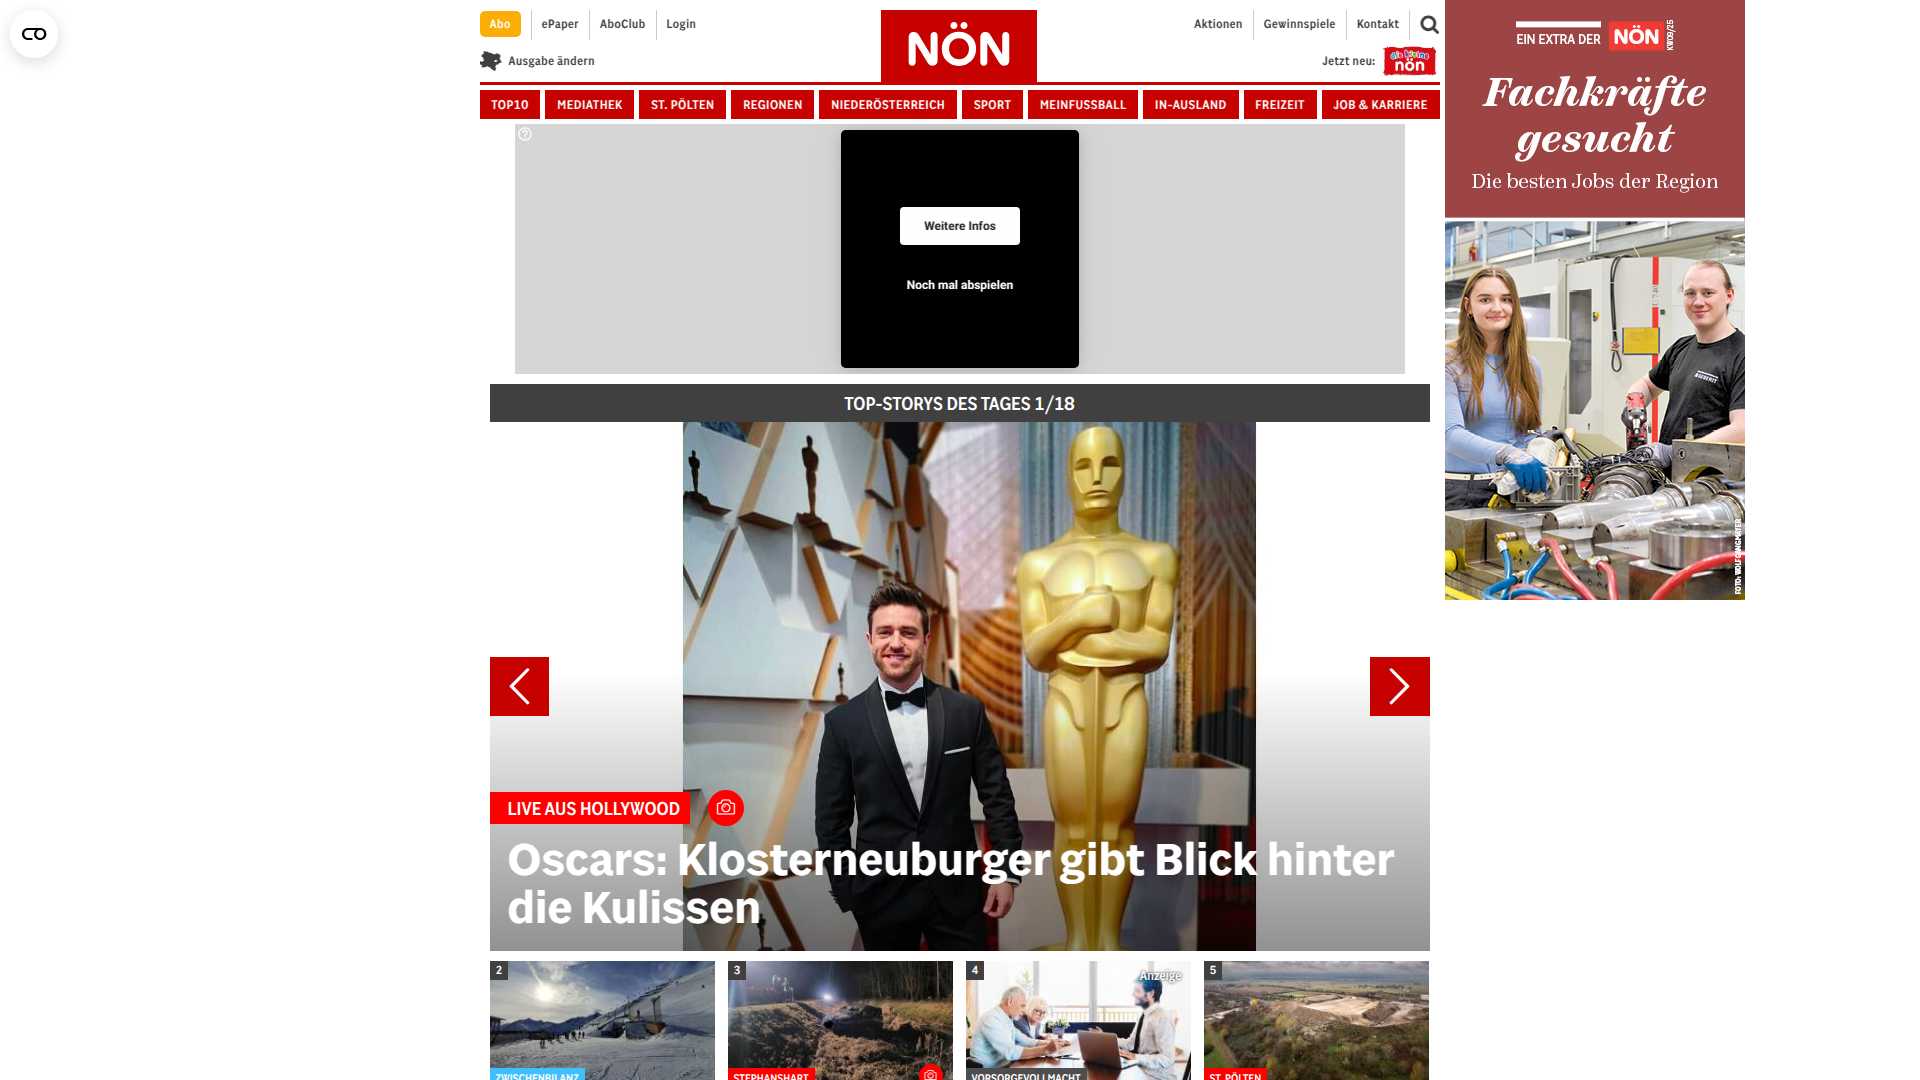 Abo
ePaper
AboClub
Login
NÖN
Aktionen
Gewinnspiele
Kontakt
Ausgabe ändern
Jetzt neu:
die kleine
nön
TOP10
MEDIATHEK
ST. PÖLTEN
REGIONEN
NIEDERÖSTERREICH
SPORT
MEINFUSSBALL
IN-AUSLAND
FREIZEIT
JOB & KARRIERE
Weitere Infos
Noch mal abspielen
EIN EXTRA DER
NÖN
KW09/25
Fachkräfte
gesucht
Die besten Jobs der Region
FOTO: WOLFGANG MAYER
TOP-STORYS DES TAGES 1/18
LIVE AUS HOLLYWOOD
Oscars: Klosterneuburger gibt Blick hinter
die Kulissen
2
ZWISCHENBILANZ
3
STEPHANSHART
4
Anzeige
VORSORGEVOLLMACHT
5
ST. PÖLTEN